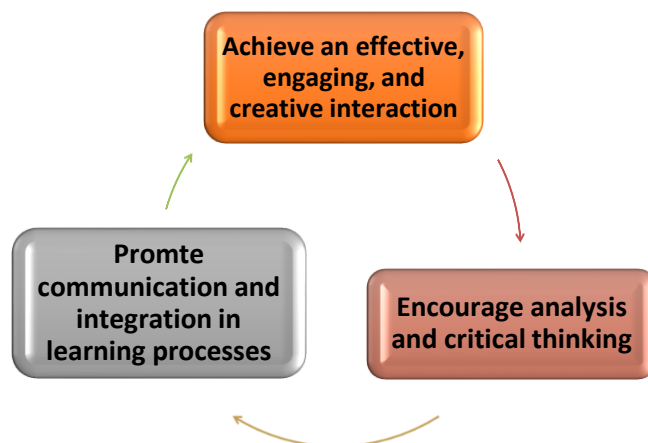 Achieve an effective,
engaging, and
creative interaction
Encourage analysis
and critical thinking
Promte
communication and
integration in
learning processes